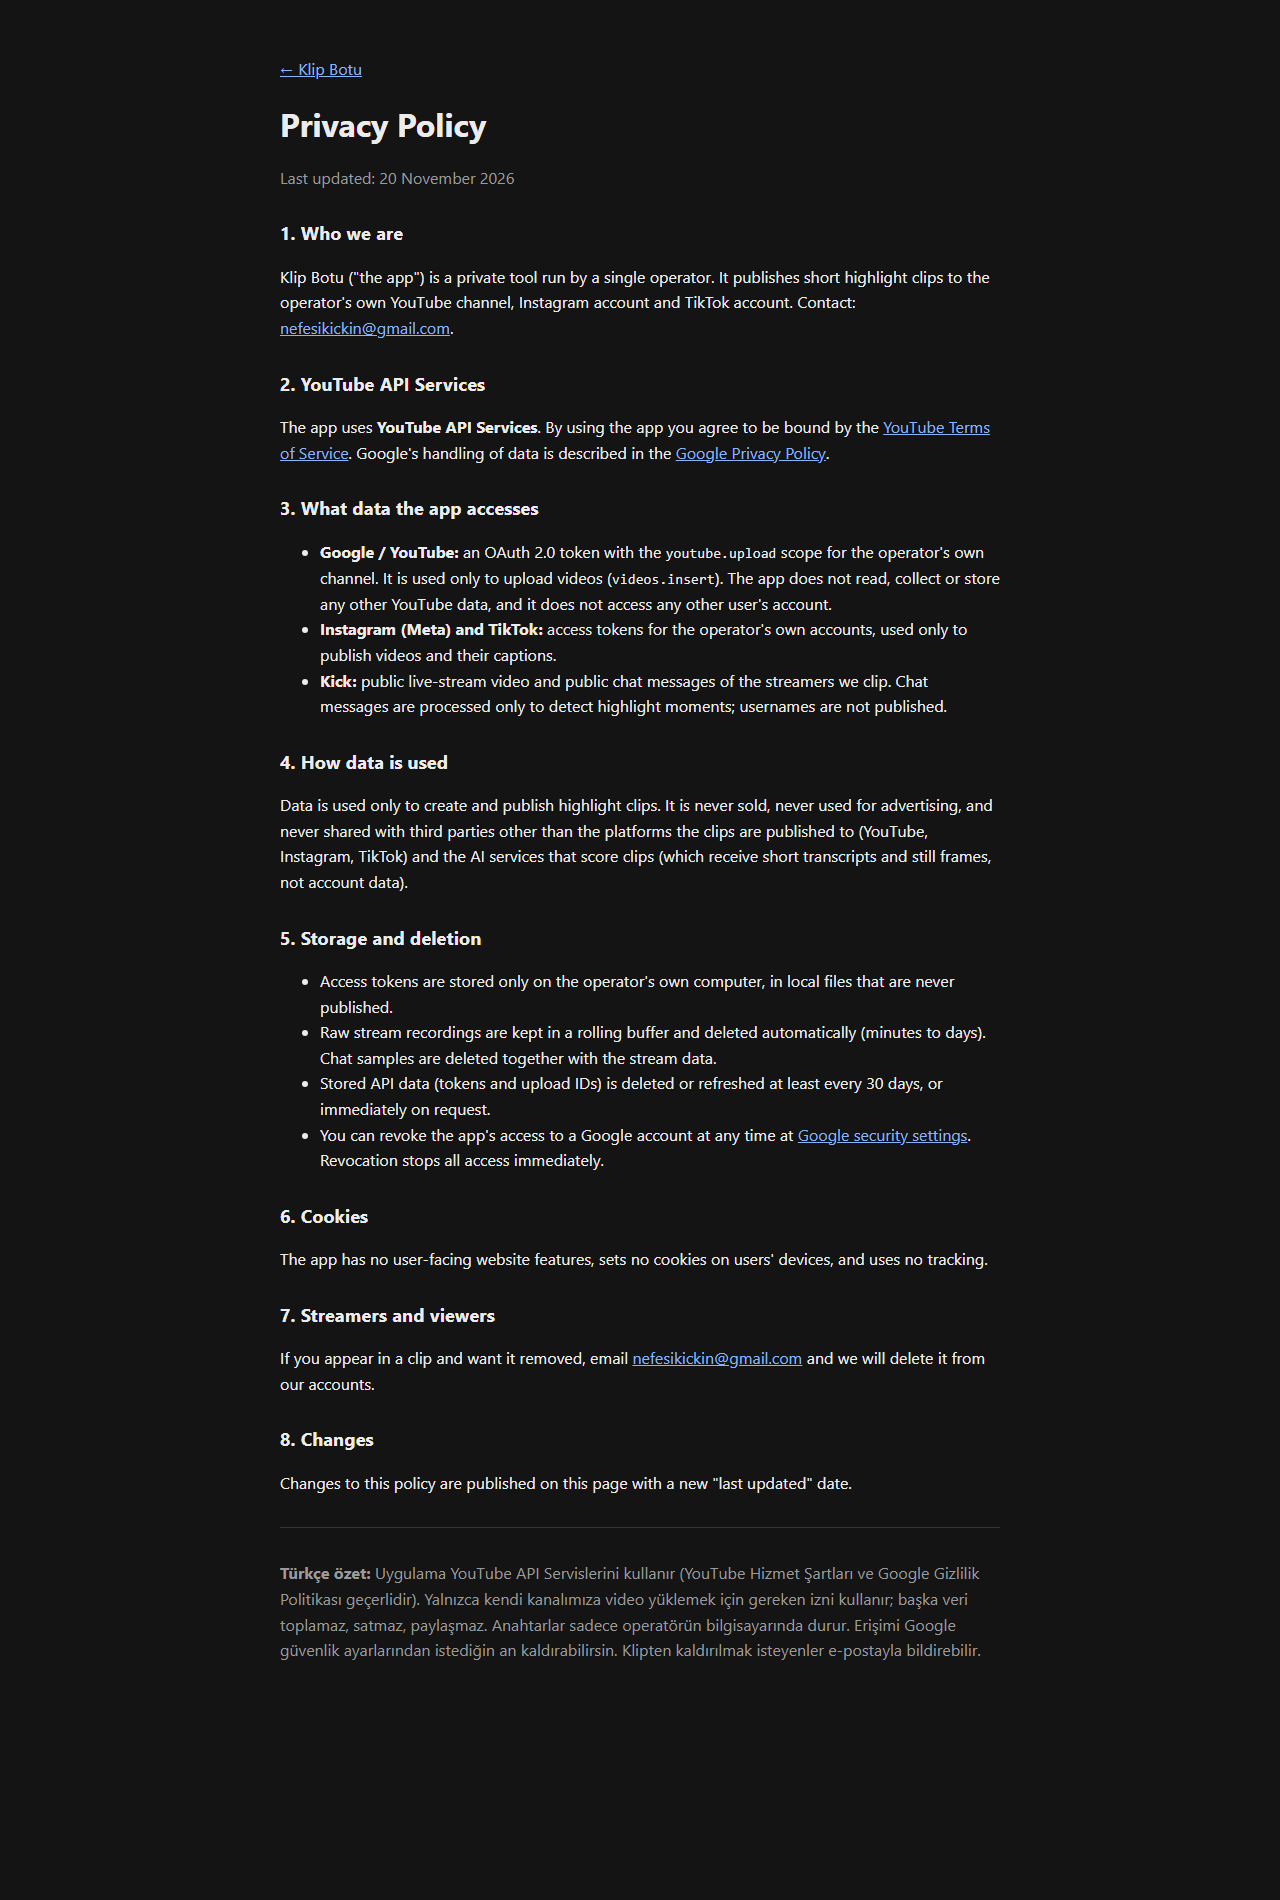 ← Klip Botu
Privacy Policy
Last updated: 20 November 2026
1. Who we are
Klip Botu ("the app") is a private tool run by a single operator. It publishes short highlight clips to the
operator's own YouTube channel, Instagram account and TikTok account. Contact:
nefesikickin@gmail.com.
2. YouTube API Services
The app uses YouTube API Services. By using the app you agree to be bound by the YouTube Terms
of Service. Google's handling of data is described in the Google Privacy Policy.
3. What data the app accesses
• Google / YouTube: an OAuth 2.0 token with the youtube.upload scope for the operator's own
channel. It is used only to upload videos (videos.insert). The app does not read, collect or store
any other YouTube data, and it does not access any other user's account.
• Instagram (Meta) and TikTok: access tokens for the operator's own accounts, used only to
publish videos and their captions.
• Kick: public live-stream video and public chat messages of the streamers we clip. Chat
messages are processed only to detect highlight moments; usernames are not published.
4. How data is used
Data is used only to create and publish highlight clips. It is never sold, never used for advertising, and
never shared with third parties other than the platforms the clips are published to (YouTube,
Instagram, TikTok) and the AI services that score clips (which receive short transcripts and still frames,
not account data).
5. Storage and deletion
• Access tokens are stored only on the operator's own computer, in local files that are never
published.
• Raw stream recordings are kept in a rolling buffer and deleted automatically (minutes to days).
Chat samples are deleted together with the stream data.
• Stored API data (tokens and upload IDs) is deleted or refreshed at least every 30 days, or
immediately on request.
• You can revoke the app's access to a Google account at any time at Google security settings.
Revocation stops all access immediately.
6. Cookies
The app has no user-facing website features, sets no cookies on users' devices, and uses no tracking.
7. Streamers and viewers
If you appear in a clip and want it removed, email nefesikickin@gmail.com and we will delete it from
our accounts.
8. Changes
Changes to this policy are published on this page with a new "last updated" date.
Türkçe özet: Uygulama YouTube API Servislerini kullanır (YouTube Hizmet Şartları ve Google Gizlilik
Politikası geçerlidir). Yalnızca kendi kanalımıza video yüklemek için gereken izni kullanır; başka veri
toplamaz, satmaz, paylaşmaz. Anahtarlar sadece operatörün bilgisayarında durur. Erişimi Google
güvenlik ayarlarından istediğin an kaldırabilirsin. Klipten kaldırılmak isteyenler e-postayla bildirebilir.